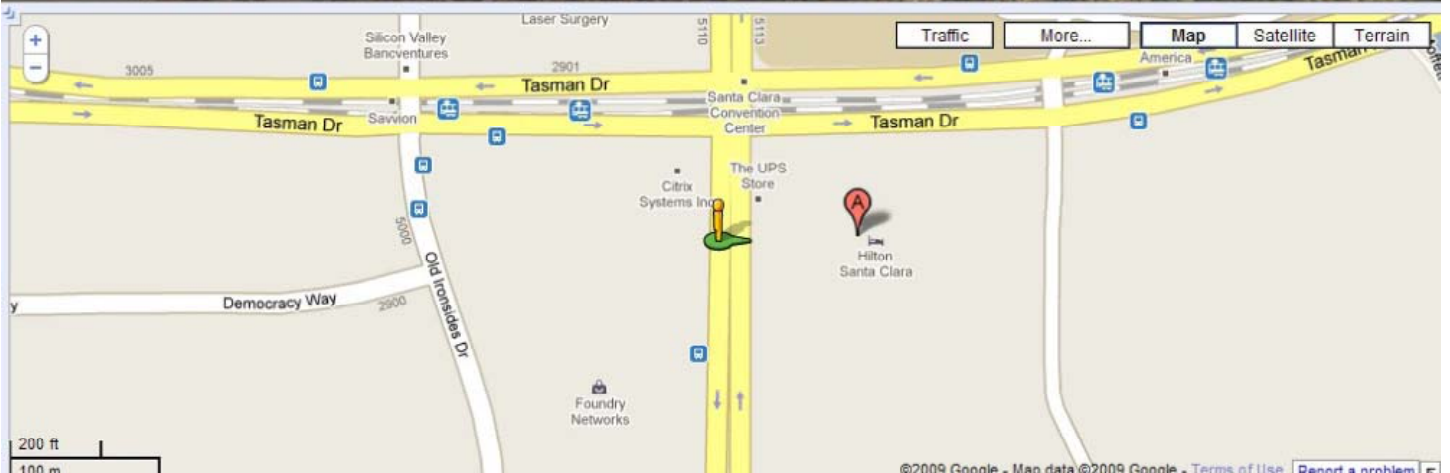 Laser Surgery
5110
5113
Traffic
More...
Map
Satellite
Terrain
+
−
Silicon Valley
Bancventures
3005
2901
Tasman Dr
America
Tasman
Santa Clara
Convention
Center
Tasman Dr
Savvion
Tasman Dr
Citrix
Systems Inc
The UPS
Store
A
5000
Hilton
Santa Clara
Old Ironsides Dr
y
Democracy Way
2900
Foundry
Networks
200 ft
100 m
©2009 Google - Map data ©2009 Google - Terms of Use
Report a problem